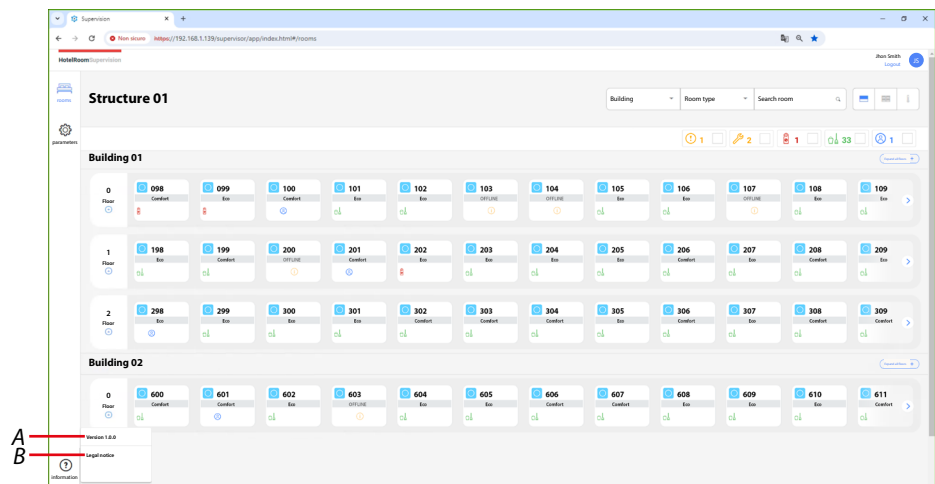 Supervision
Non sicuro https://192.168.1.139/supervisor/app/index.html#/rooms
HotelRoomSupervision
Jhon Smith
Logout
JS
rooms
Structure 01
Building Room type Search room
parameters
1 2 1 33 1
Building 01
0
Floor
098 099 100 101 102 103 104 105 106 107 108 109
Comfort Eco Comfort Eco Eco OFFLINE OFFLINE Eco Eco OFFLINE Eco Eco
1
Floor
198 199 200 201 202 203 204 205 206 207 208 209
Eco Comfort OFFLINE Comfort Eco Eco Eco Eco Comfort Eco Comfort Eco
2
Floor
298 299 300 301 302 303 304 305 306 307 308 309
Eco Eco Eco Eco Comfort Comfort Comfort Eco Comfort Eco Comfort Comfort
Building 02
0
Floor
600 601 602 603 604 605 606 607 608 609 610 611
Comfort Comfort Eco OFFLINE Eco Eco Comfort Comfort Eco Eco Eco Comfort
A
Version 1.0.0
B
Legal notice
information